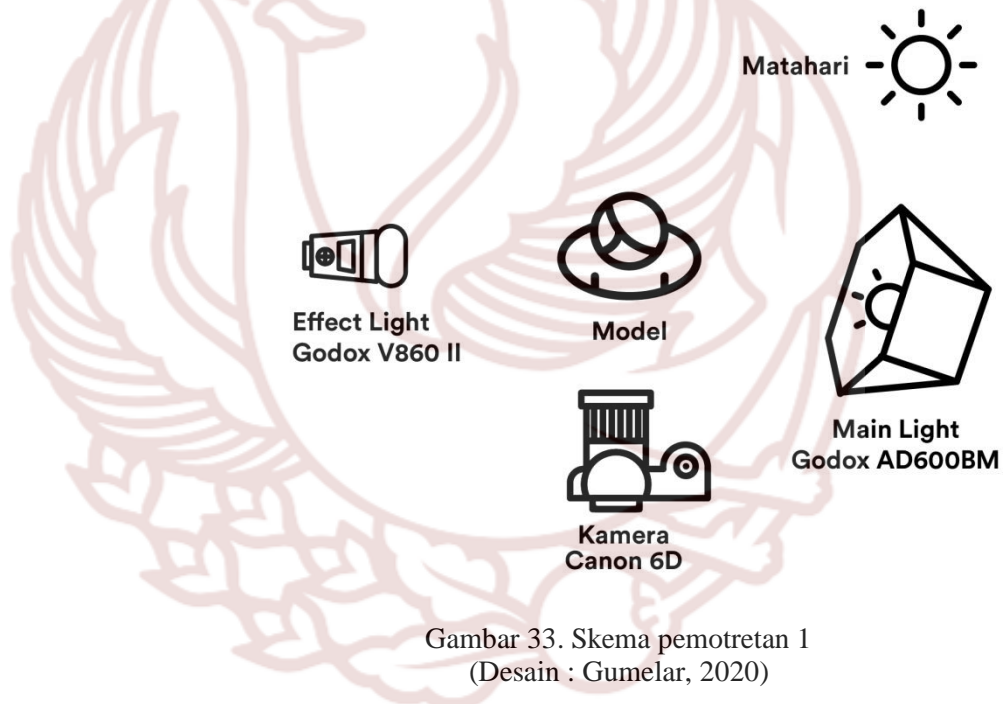 Matahari
Effect Light
Godox V860 II
Model
Main Light
Godox AD600BM
Kamera
Canon 6D
Gambar 33. Skema pemotretan 1
(Desain : Gumelar, 2020)